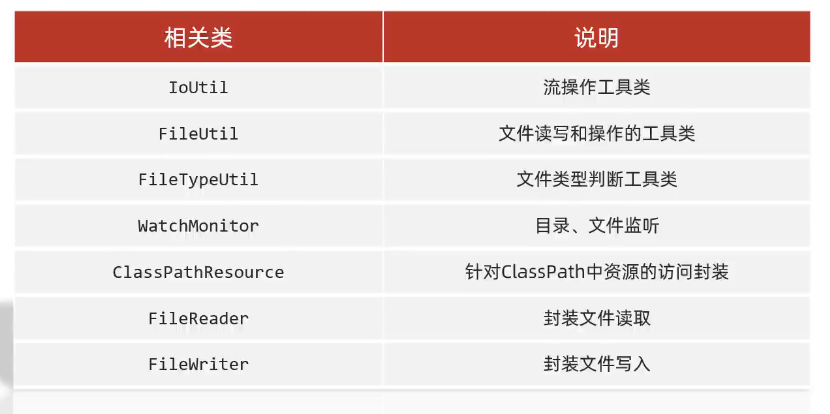 相关类 说明
IoUtil 流操作工具类
FileUtil 文件读写和操作的工具类
FileTypeUtil 文件类型判断工具类
WatchMonitor 目录、文件监听
ClassPathResource 针对ClassPath中资源的访问封装
FileReader 封装文件读取
FileWriter 封装文件写入